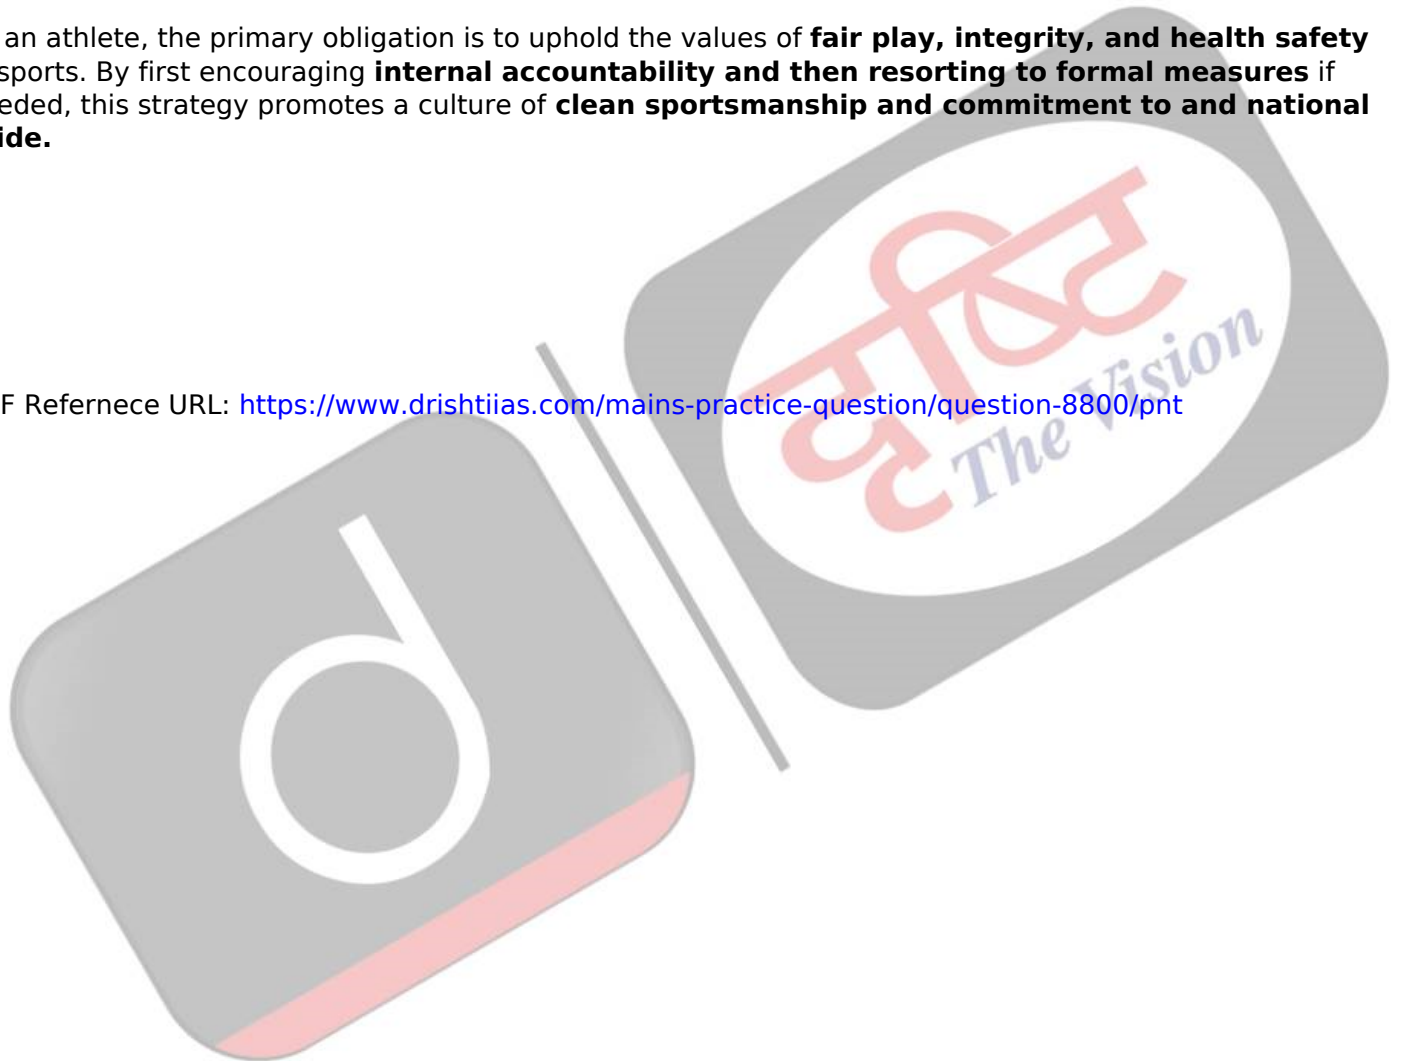 an athlete, the primary obligation is to uphold the values of fair play, integrity, and health safety
sports. By first encouraging internal accountability and then resorting to formal measures if
eded, this strategy promotes a culture of clean sportsmanship and commitment to and national
ide.
F Refernece URL: https://www.drishtiias.com/mains-practice-question/question-8800/pnt
दृष्टि
The Vision
d